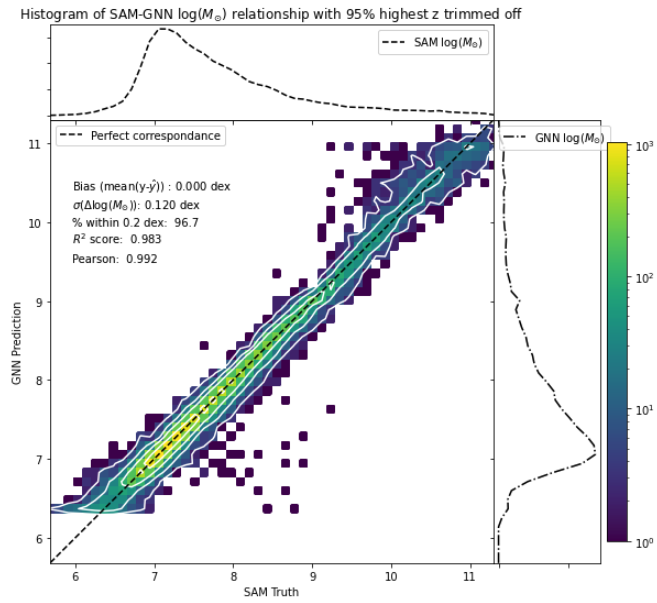 Histogram of SAM-GNN log(M⊙) relationship with 95% highest z trimmed off
SAM log(M⊙)
Perfect correspondance
GNN log(M⊙)
Bias (mean(y-ŷ)) : 0.000 dex
σ(Δlog(M⊙)): 0.120 dex
% within 0.2 dex: 96.7
R² score: 0.983
Pearson: 0.992
11
10
9
8
7
6
GNN Prediction
6 7 8 9 10 11
SAM Truth
10³
10²
10¹
10⁰